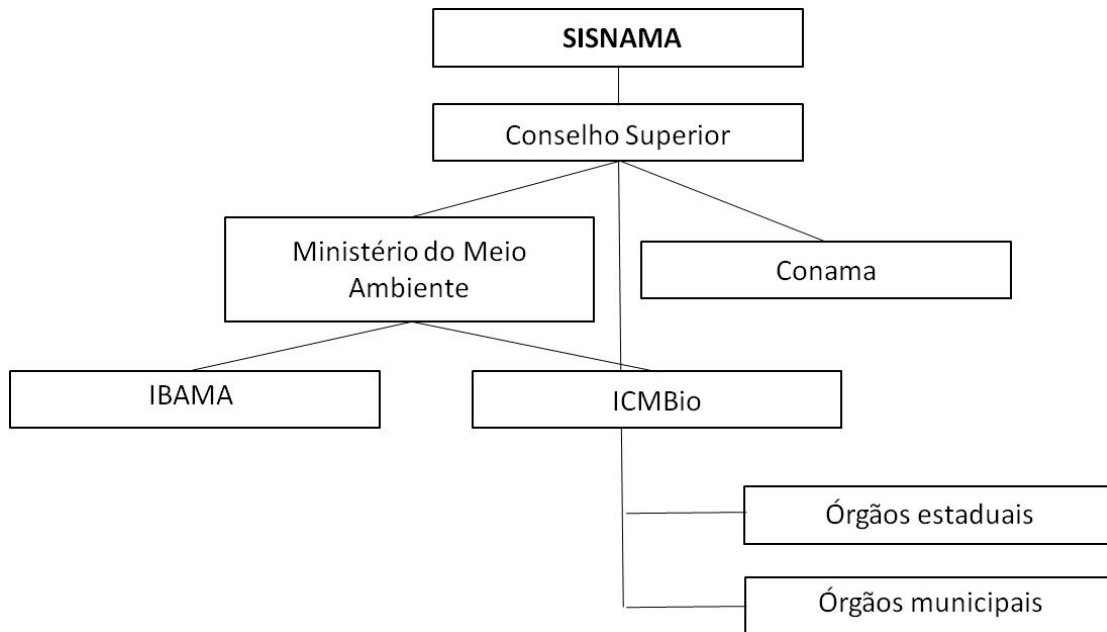 SISNAMA
Conselho Superior
Ministério do Meio
Ambiente
Conama
IBAMA
ICMBio
Órgãos estaduais
Órgãos municipais